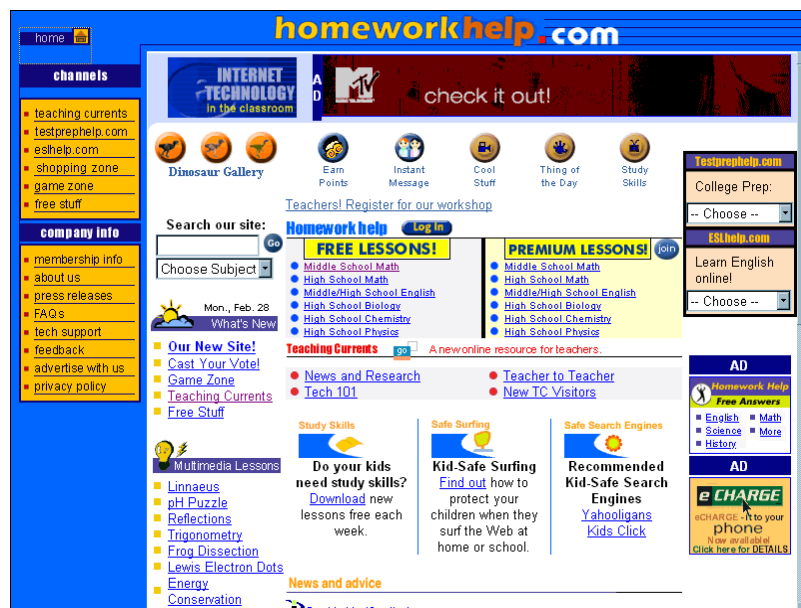 homeworkhelp.com
home
channels
teaching currents
testprephelp.com
eslhelp.com
shopping zone
game zone
free stuff
company info
membership info
about us
press releases
FAQs
tech support
feedback
advertise with us
privacy policy
INTERNET
TECHNOLOGY
in the classroom
AD
MTV
check it out!
Dinosaur Gallery
Earn Points
Instant Message
Cool Stuff
Thing of the Day
Study Skills
Teachers! Register for our workshop
Search our site:
Go
Choose Subject
Mon., Feb. 28
What's New
Our New Site!
Cast Your Vote!
Game Zone
Teaching Currents
Free Stuff
Multimedia Lessons
Linnaeus
pH Puzzle
Reflections
Trigonometry
Frog Dissection
Lewis Electron Dots
Energy
Conservation
Homework help
Log In
FREE LESSONS!
Middle School Math
High School Math
Middle/High School English
High School Biology
High School Chemistry
High School Physics
PREMIUM LESSONS!
join
Middle School Math
High School Math
Middle/High School English
High School Biology
High School Chemistry
High School Physics
Teaching Currents
go
A new online resource for teachers.
News and Research
Tech 101
Teacher to Teacher
New TC Visitors
Study Skills
Do your kids
need study skills?
Download new
lessons free each
week.
Safe Surfing
Kid-Safe Surfing
Find out how to
protect your
children when they
surf the Web at
home or school.
Safe Search Engines
Recommended
Kid-Safe Search
Engines
Yahooligans
Kids Click
News and advice
Testprephelp.com
College Prep:
-- Choose --
ESLhelp.com
Learn English
online!
-- Choose --
AD
Homework Help
Free Answers
English
Math
Science
More
History
AD
e CHARGE
eCHARGE - it to your
phone
Now available!
Click here for DETAILS